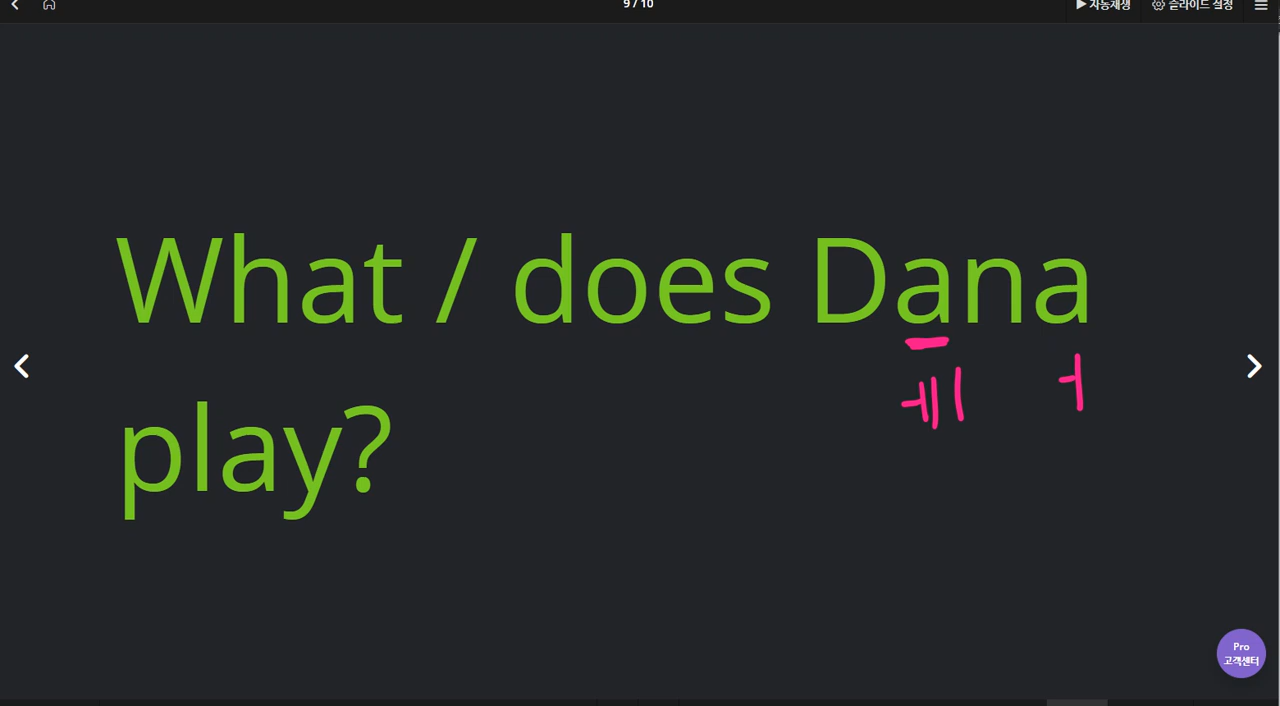 9 / 10
▶ 자동재생
슬라이드 설정
What / does Dana
ㅔㅣ ㅓ
play?
Pro
고객센터